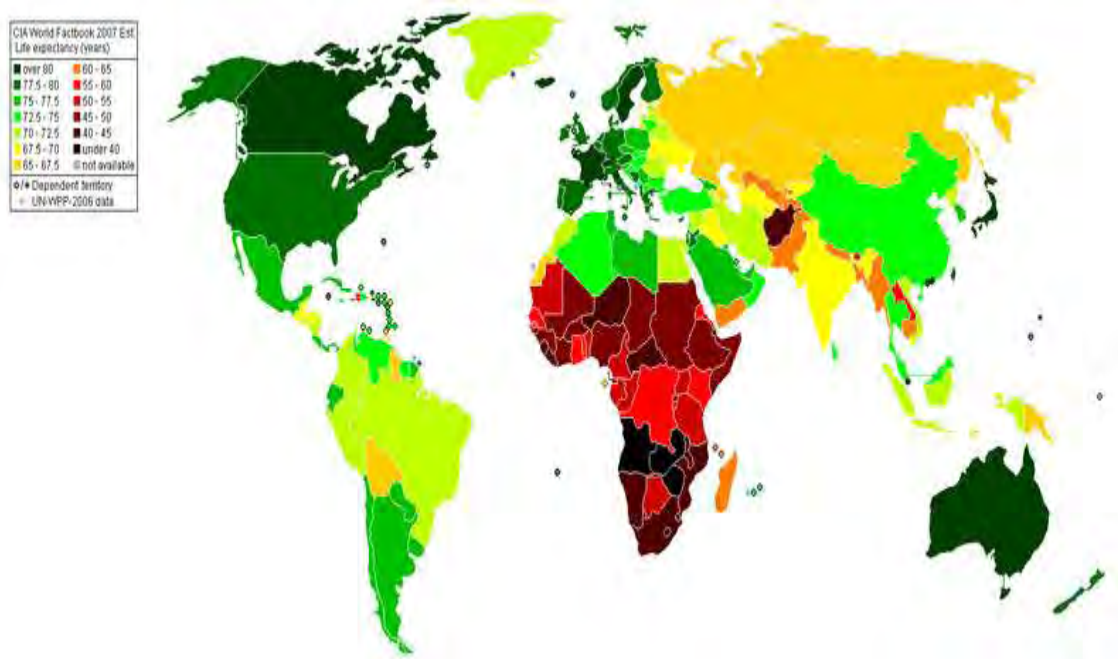 CIA World Factbook 2007 Est.
Life expectancy (years)
over 80
77.5 - 80
75 - 77.5
72.5 - 75
70 - 72.5
67.5 - 70
65 - 67.5
60 - 65
55 - 60
50 - 55
45 - 50
40 - 45
under 40
not available
Dependent territory
UN-WPP-2006 data